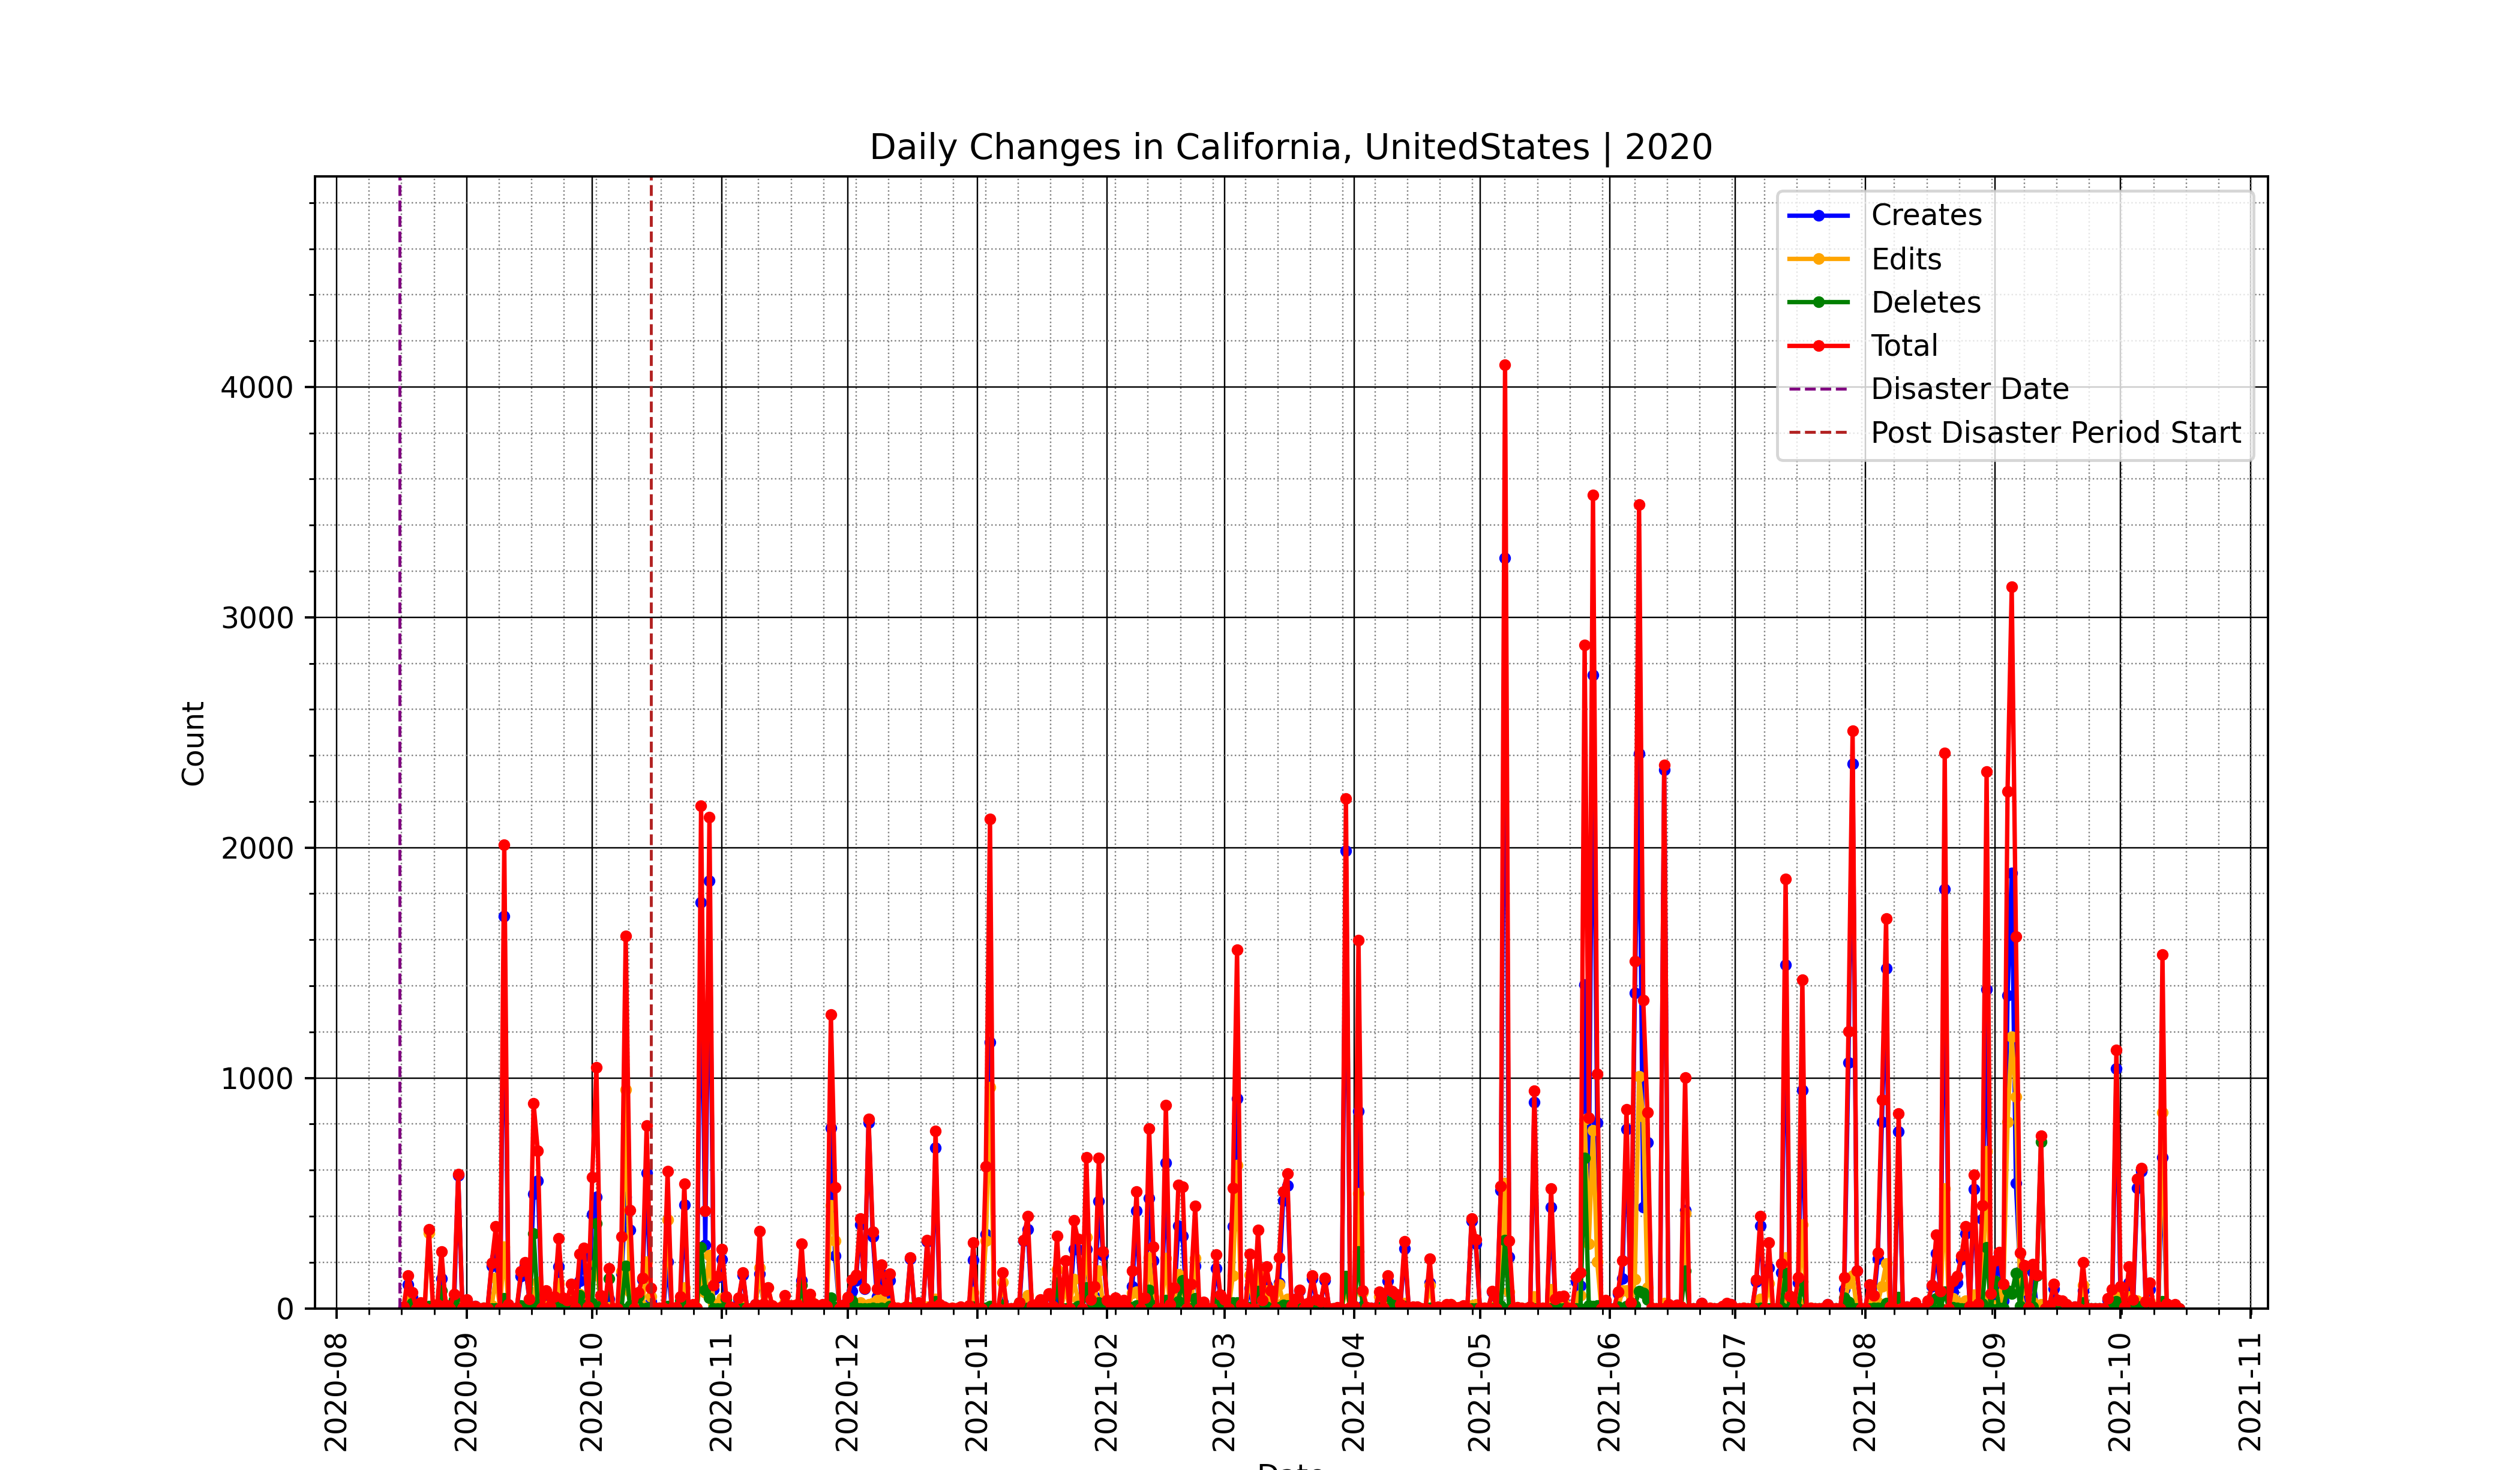 Daily Changes in California, UnitedStates | 2020
Creates
Edits
Deletes
Total
Disaster Date
Post Disaster Period Start
Count
4000
3000
2000
1000
0
2020-08
2020-09
2020-10
2020-11
2020-12
2021-01
2021-02
2021-03
2021-04
2021-05
2021-06
2021-07
2021-08
2021-09
2021-10
2021-11
Date